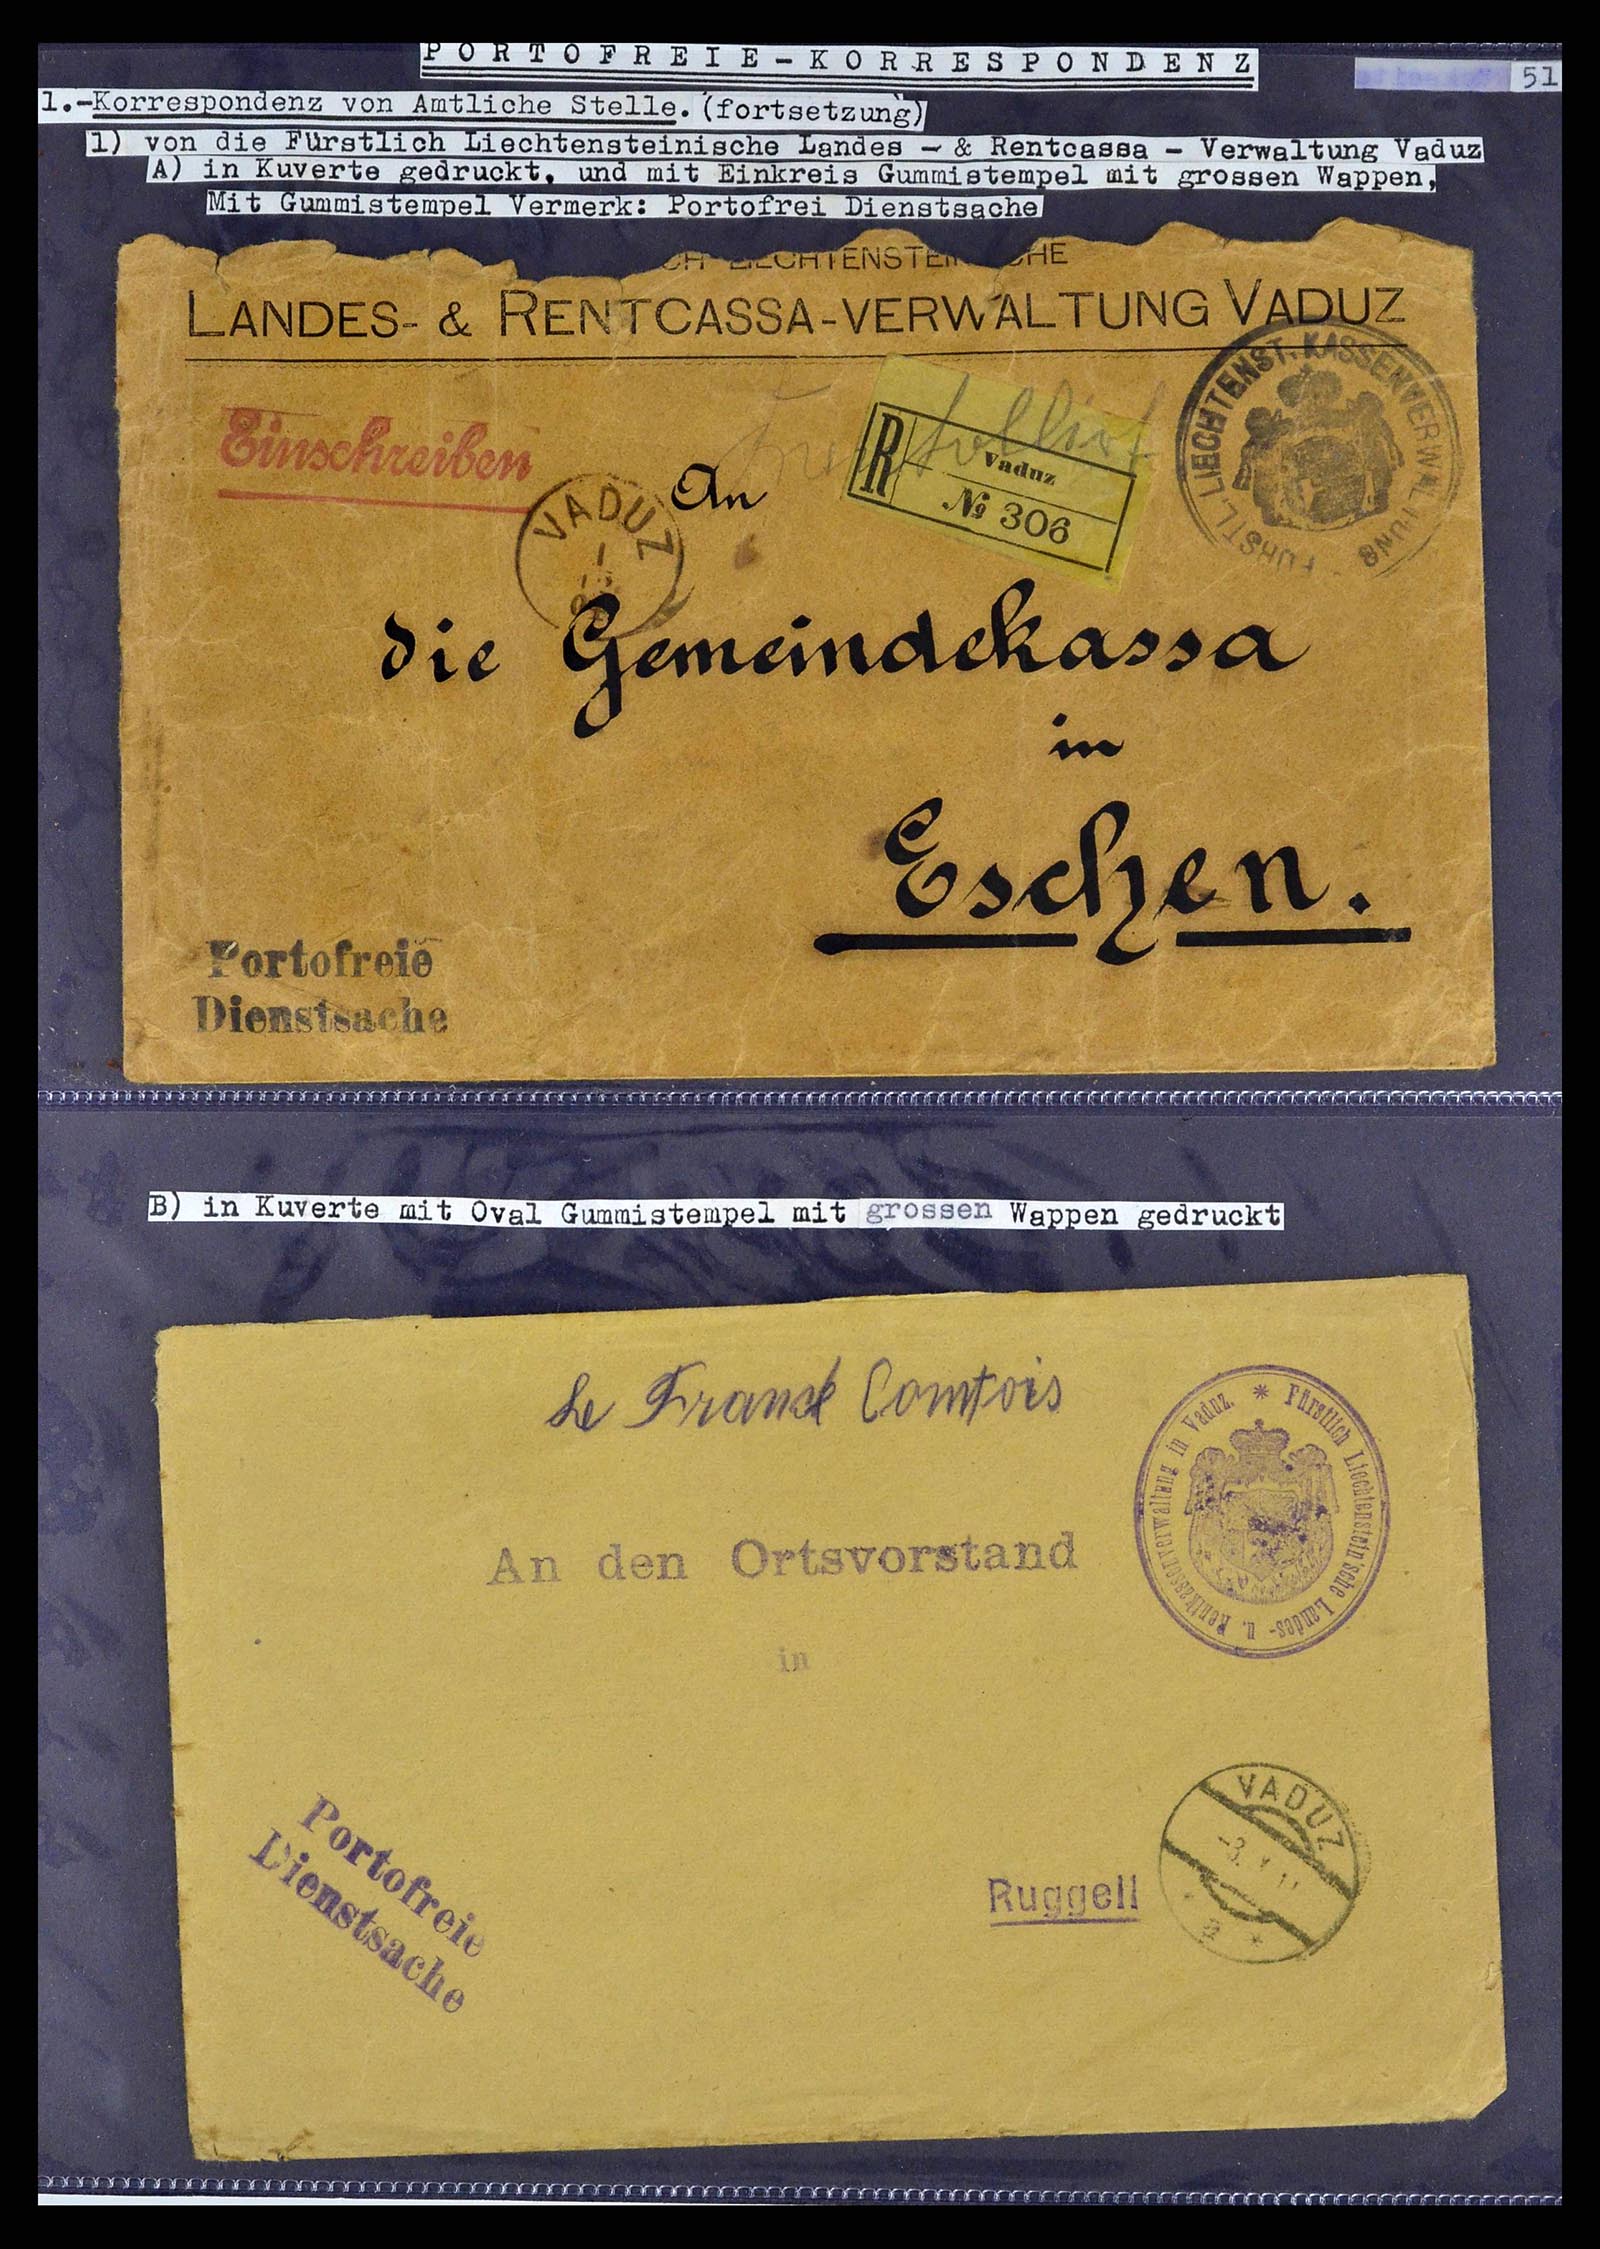 PORTOFREIE-KORRESPONDENZ
51
1.-Korrespondenz von Amtliche Stelle. (fortsetzung)
1) von die Fürstlich Liechtensteinische Landes - & Rentcassa - Verwaltung Vaduz
A) in Kuverte gedruckt, und mit Einkreis Gummistempel mit grossen Wappen,
Mit Gummistempel Vermerk: Portofrei Dienstsache
LANDES- & RENTCASSA-VERWALTUNG VADUZ
FÜRSTL. LIECHTENST. KASSENVERWALTUNG
Einschreiben
R Vaduz
№ 306
VADUZ
An
die Gemeindekassa
in
Eschen.
Portofreie
Dienstsache
B) in Kuverte mit Oval Gummistempel mit grossen Wappen gedruckt
Le Franck Comtois
Fürstlich Liechtenstein'sche Landes- u. Rentkassenverwaltung in Vaduz. *
An den Ortsvorstand
in
Ruggell
VADUZ
Portofreie
Dienstsache